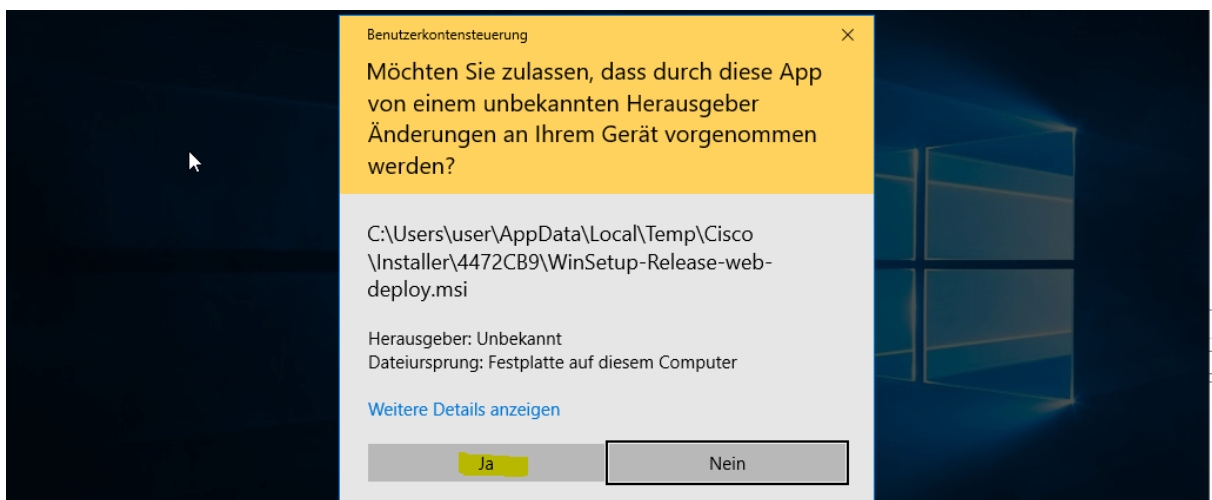 Benutzerkontensteuerung
Möchten Sie zulassen, dass durch diese App
von einem unbekannten Herausgeber
Änderungen an Ihrem Gerät vorgenommen
werden?
C:\Users\user\AppData\Local\Temp\Cisco
\Installer\4472CB9\WinSetup-Release-web-
deploy.msi
Herausgeber: Unbekannt
Dateiursprung: Festplatte auf diesem Computer
Weitere Details anzeigen
Ja
Nein